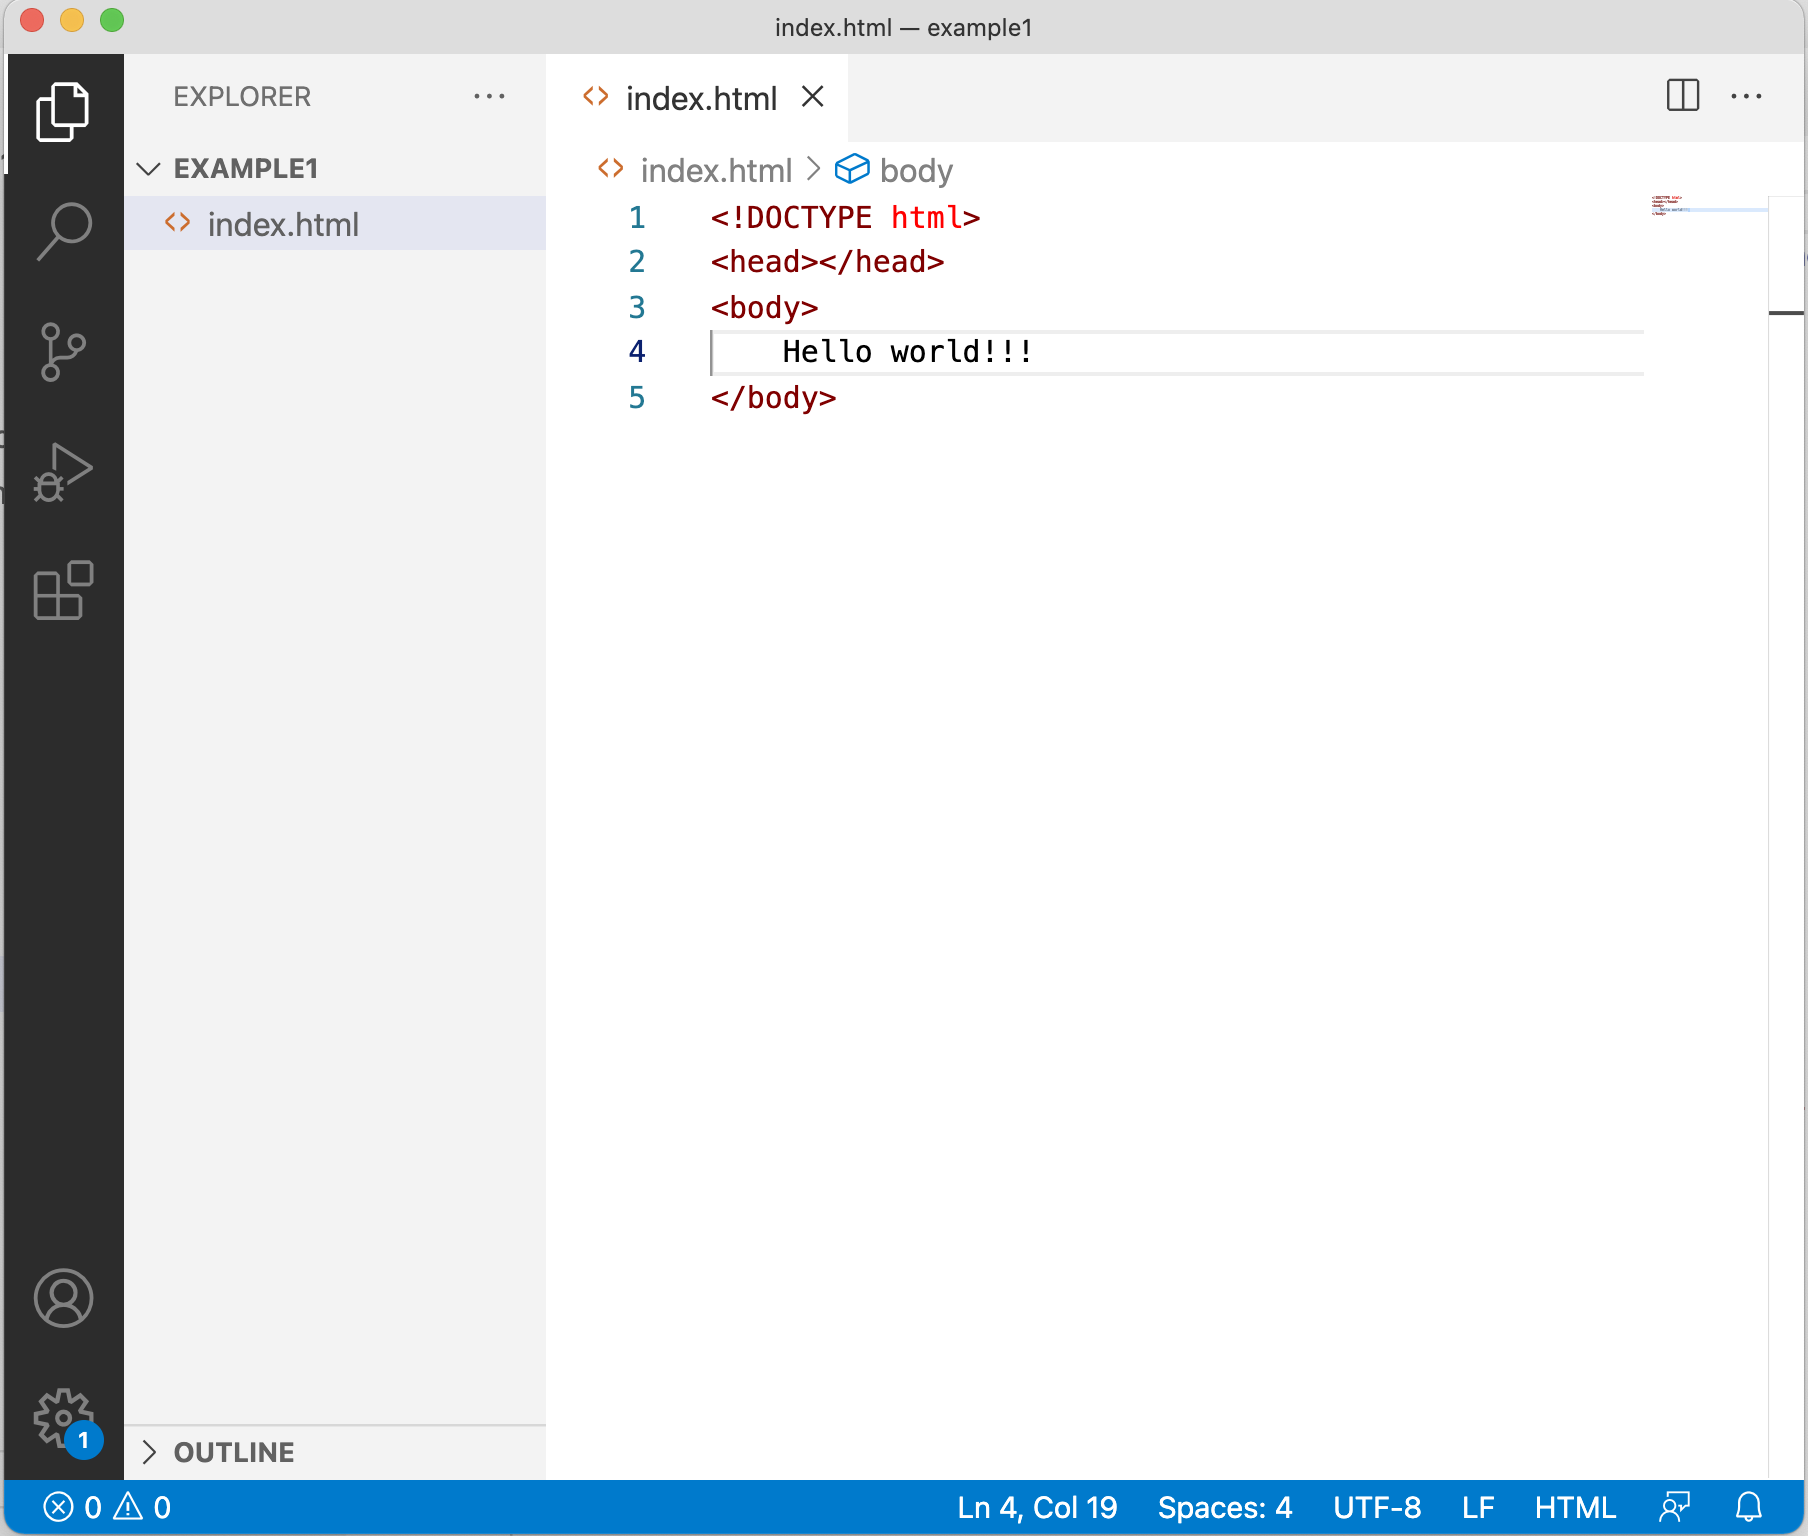 index.html — example1
EXPLORER
EXAMPLE1
index.html
OUTLINE
index.html
index.html > body
1 <!DOCTYPE html>
2 <head></head>
3 <body>
4     Hello world!!!
5 </body>
1
0 0
Ln 4, Col 19 Spaces: 4 UTF-8 LF HTML